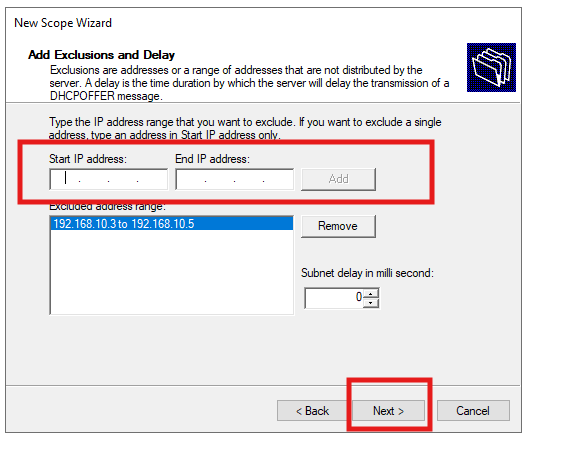 New Scope Wizard
Add Exclusions and Delay
Exclusions are addresses or a range of addresses that are not distributed by the
server. A delay is the time duration by which the server will delay the transmission of a
DHCPOFFER message.
Type the IP address range that you want to exclude. If you want to exclude a single
address, type an address in Start IP address only.
Start IP address: End IP address:
. . . . . . Add
Excluded address range:
192.168.10.3 to 192.168.10.5 Remove
Subnet delay in milli second:
0
< Back Next > Cancel